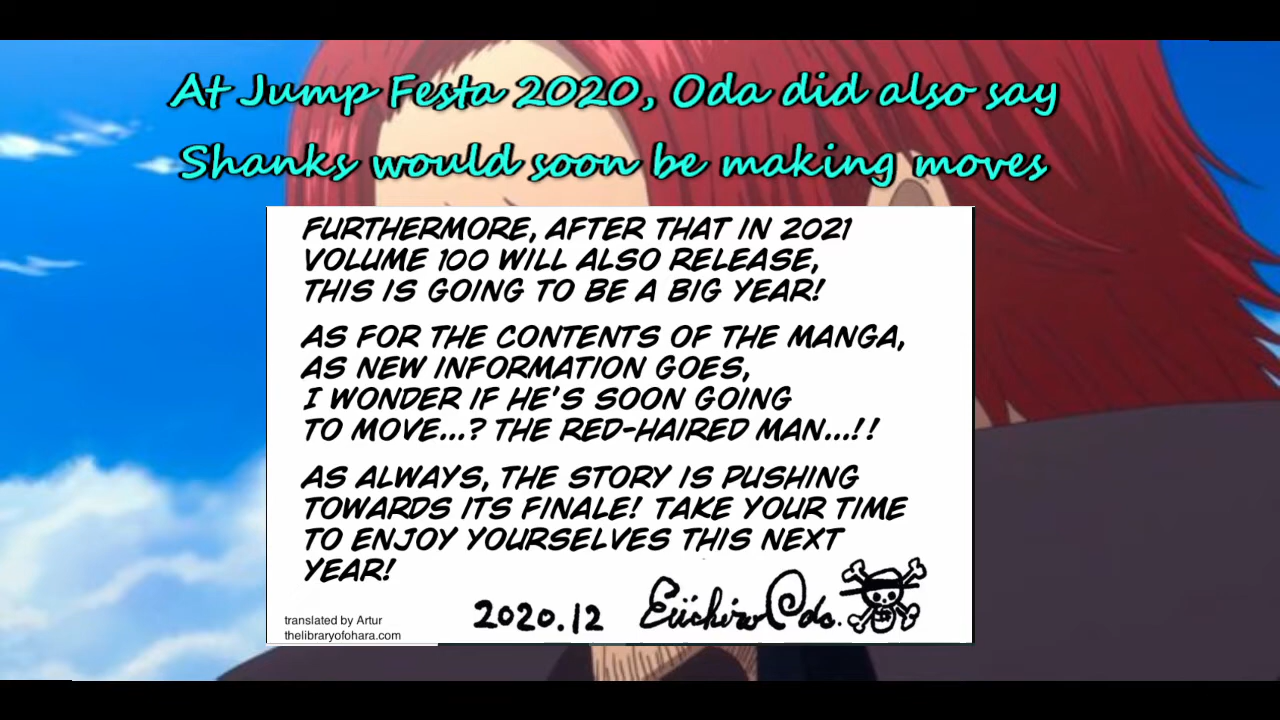 At Jump Festa 2020, Oda did also say
Shanks would soon be making moves
FURTHERMORE, AFTER THAT IN 2021
VOLUME 100 WILL ALSO RELEASE,
THIS IS GOING TO BE A BIG YEAR!
AS FOR THE CONTENTS OF THE MANGA,
AS NEW INFORMATION GOES,
I WONDER IF HE'S SOON GOING
TO MOVE...? THE RED-HAIRED MAN...!!
AS ALWAYS, THE STORY IS PUSHING
TOWARDS ITS FINALE! TAKE YOUR TIME
TO ENJOY YOURSELVES THIS NEXT
YEAR!
2020.12 Eiichiro Oda.
translated by Artur
thelibraryofohara.com